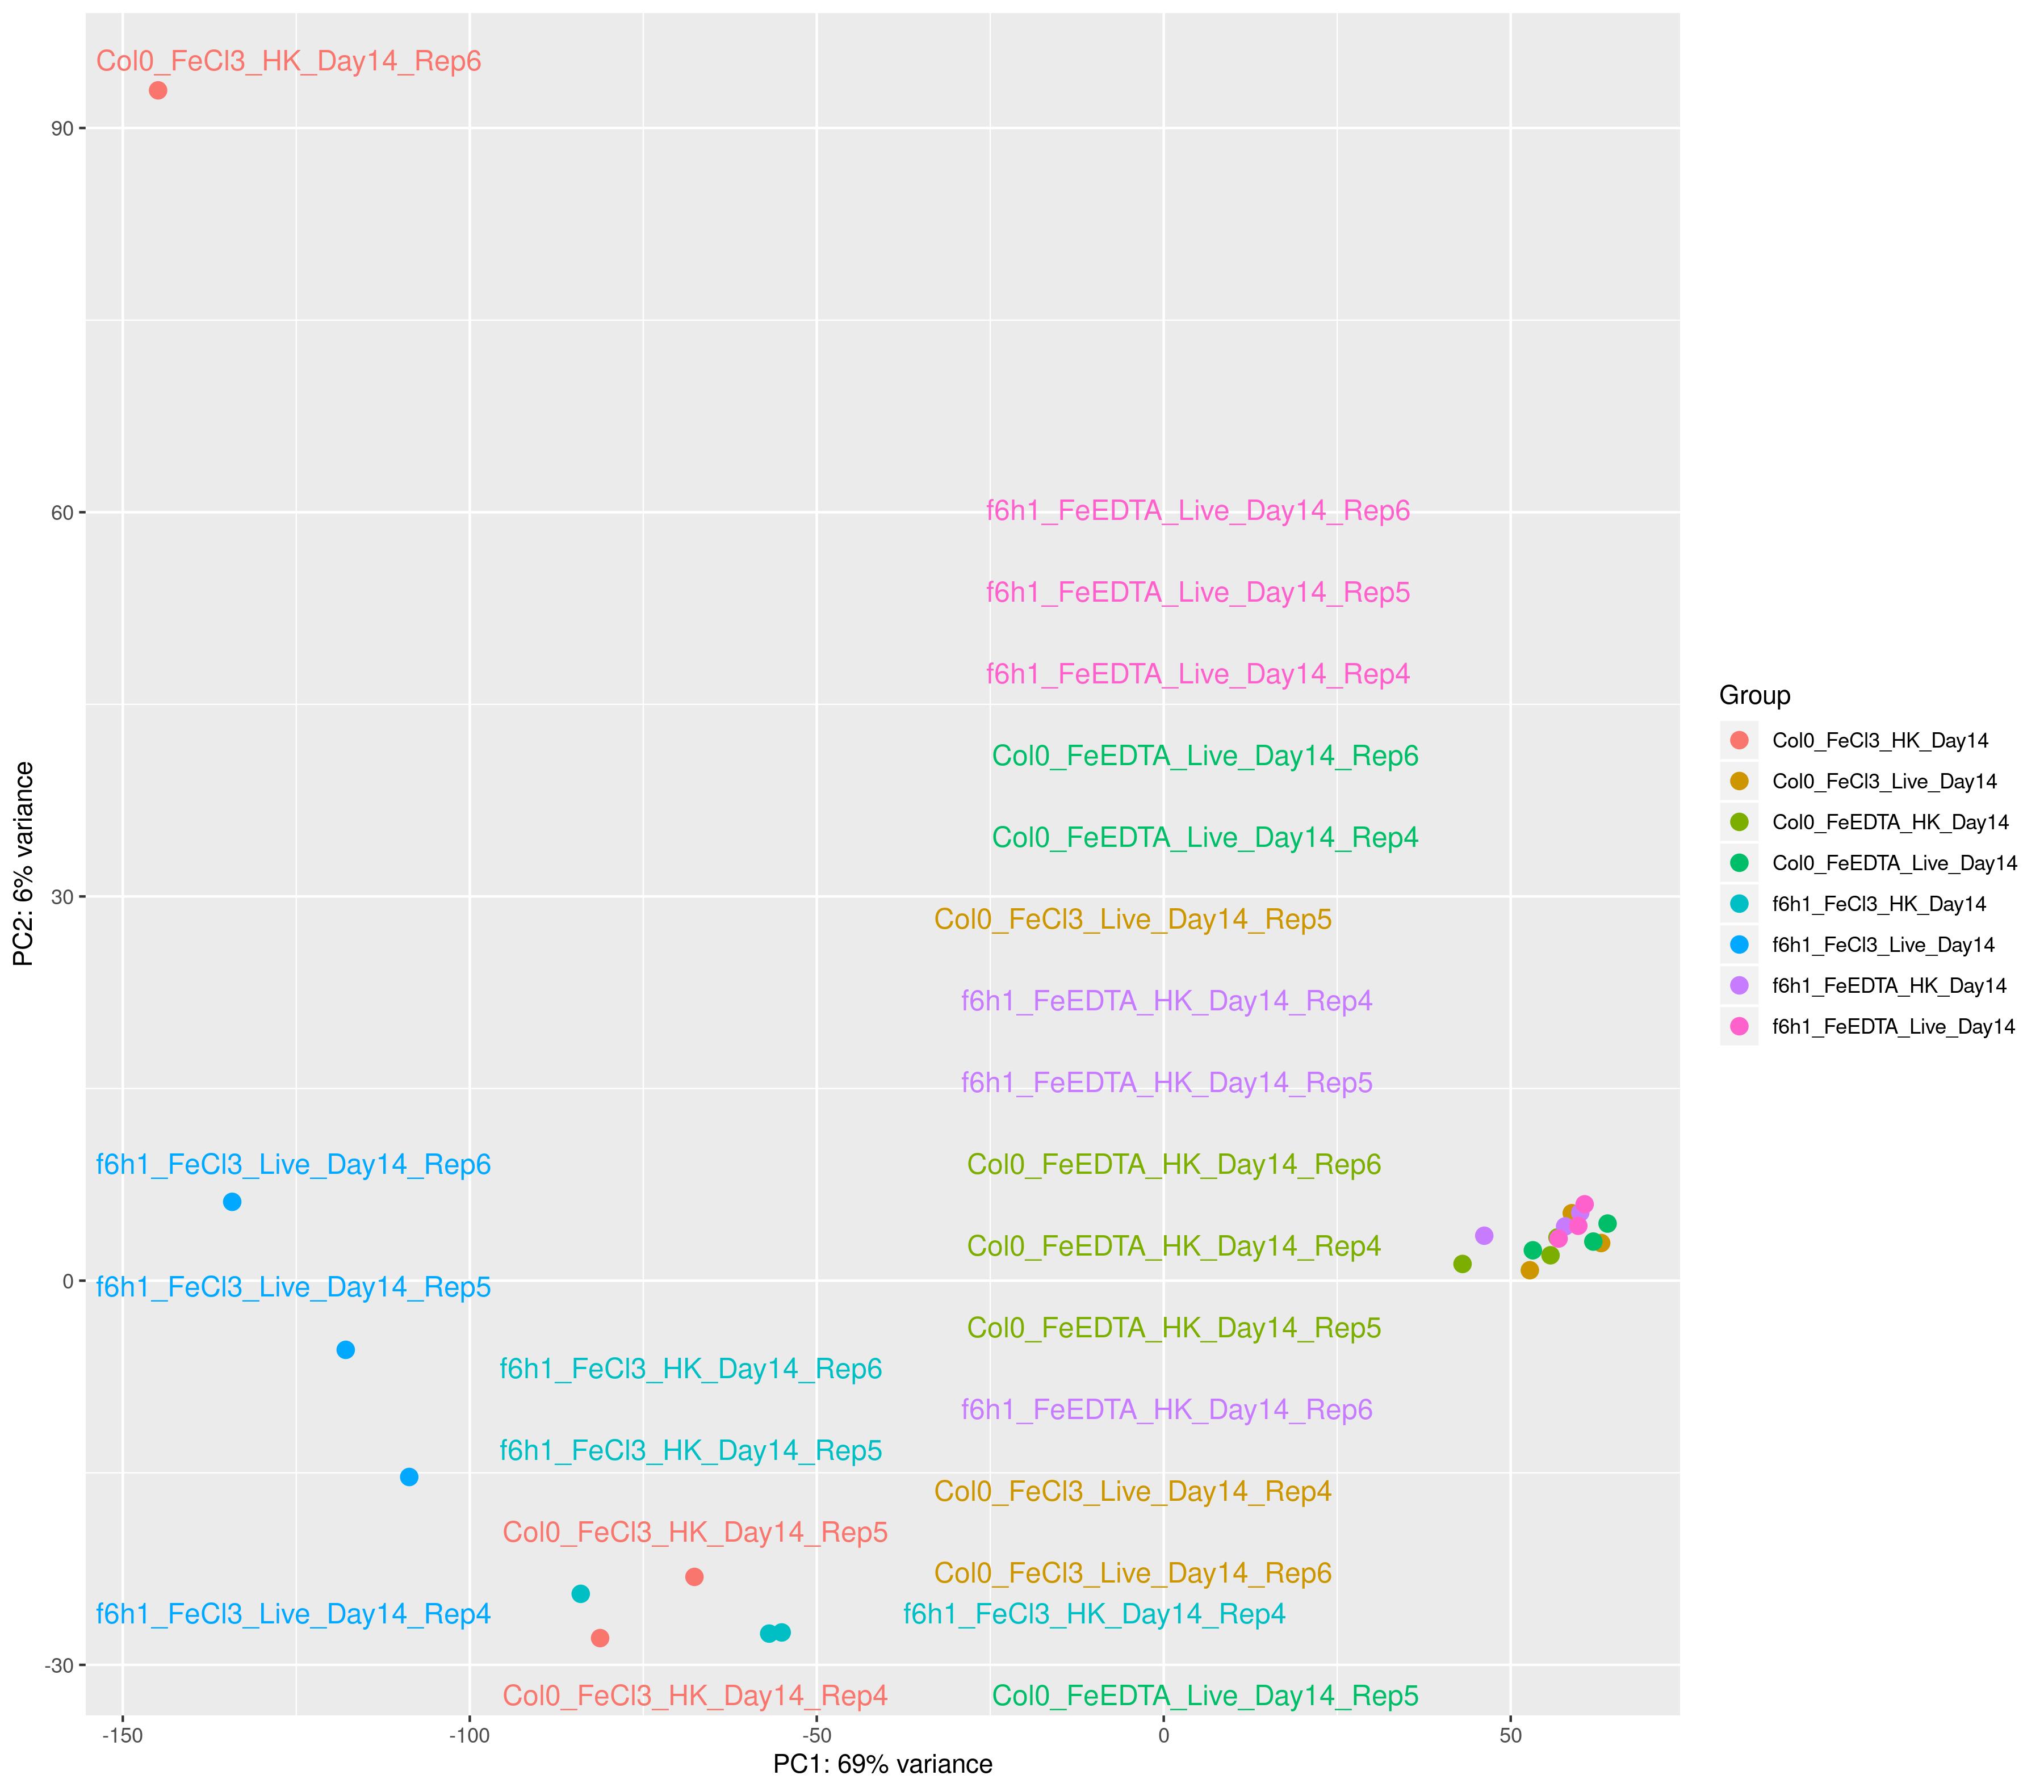 Col0_FeCl3_HK_Day14_Rep6
90
60
30
0
-30
PC2: 6% variance
f6h1_FeEDTA_Live_Day14_Rep6
f6h1_FeEDTA_Live_Day14_Rep5
f6h1_FeEDTA_Live_Day14_Rep4
Col0_FeEDTA_Live_Day14_Rep6
Col0_FeEDTA_Live_Day14_Rep4
Col0_FeCl3_Live_Day14_Rep5
f6h1_FeEDTA_HK_Day14_Rep4
f6h1_FeEDTA_HK_Day14_Rep5
f6h1_FeCl3_Live_Day14_Rep6
Col0_FeEDTA_HK_Day14_Rep6
Col0_FeEDTA_HK_Day14_Rep4
f6h1_FeCl3_Live_Day14_Rep5
Col0_FeEDTA_HK_Day14_Rep5
f6h1_FeCl3_HK_Day14_Rep6
f6h1_FeEDTA_HK_Day14_Rep6
f6h1_FeCl3_HK_Day14_Rep5
Col0_FeCl3_Live_Day14_Rep4
Col0_FeCl3_HK_Day14_Rep5
Col0_FeCl3_Live_Day14_Rep6
f6h1_FeCl3_Live_Day14_Rep4
f6h1_FeCl3_HK_Day14_Rep4
Col0_FeCl3_HK_Day14_Rep4
Col0_FeEDTA_Live_Day14_Rep5
-150
-100
-50
0
50
PC1: 69% variance
Group
Col0_FeCl3_HK_Day14
Col0_FeCl3_Live_Day14
Col0_FeEDTA_HK_Day14
Col0_FeEDTA_Live_Day14
f6h1_FeCl3_HK_Day14
f6h1_FeCl3_Live_Day14
f6h1_FeEDTA_HK_Day14
f6h1_FeEDTA_Live_Day14